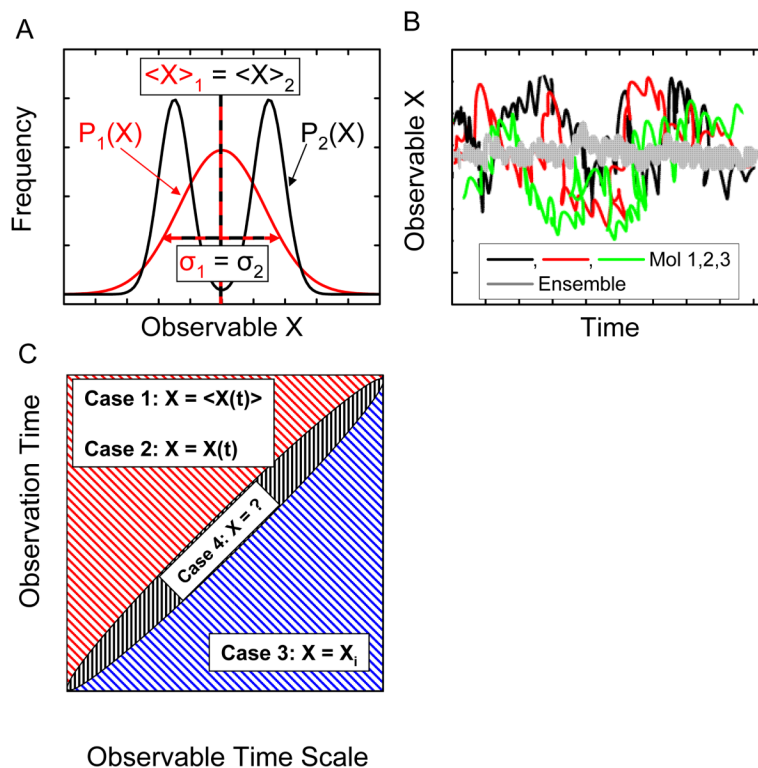 A
<X>₁ = <X>₂
P₁(X)
P₂(X)
σ₁ = σ₂
Frequency
Observable X
B
Observable X
, , Mol 1,2,3
Ensemble
Time
C
Case 1: X = <X(t)>
Case 2: X = X(t)
Case 4: X = ?
Case 3: X = Xᵢ
Observation Time
Observable Time Scale